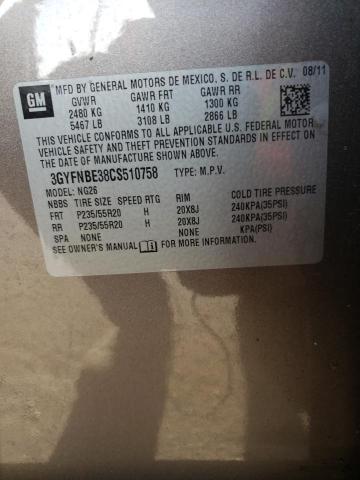 GM
MFD BY GENERAL MOTORS DE MEXICO, S. DE R.L. DE C.V. 08/11
GVWR GAWR FRT GAWR RR
2480 KG 1410 KG 1300 KG
5467 LB 3108 LB 2866 LB
THIS VEHICLE CONFORMS TO ALL APPLICABLE U.S. FEDERAL MOTOR
VEHICLE SAFETY AND THEFT PREVENTION STANDARDS IN EFFECT ON
THE DATE OF MANUFACTURE SHOWN ABOVE.
3GYFNBE38CS510758 TYPE: M.P.V.
MODEL: NG26
NBBS TIRE SIZE SPEED RTG RIM COLD TIRE PRESSURE
FRT P235/55R20 H 20X8J 240KPA(35PSI)
RR P235/55R20 H 20X8J 240KPA(35PSI)
SPA NONE NONE KPA(PSI)
SEE OWNER'S MANUAL FOR MORE INFORMATION